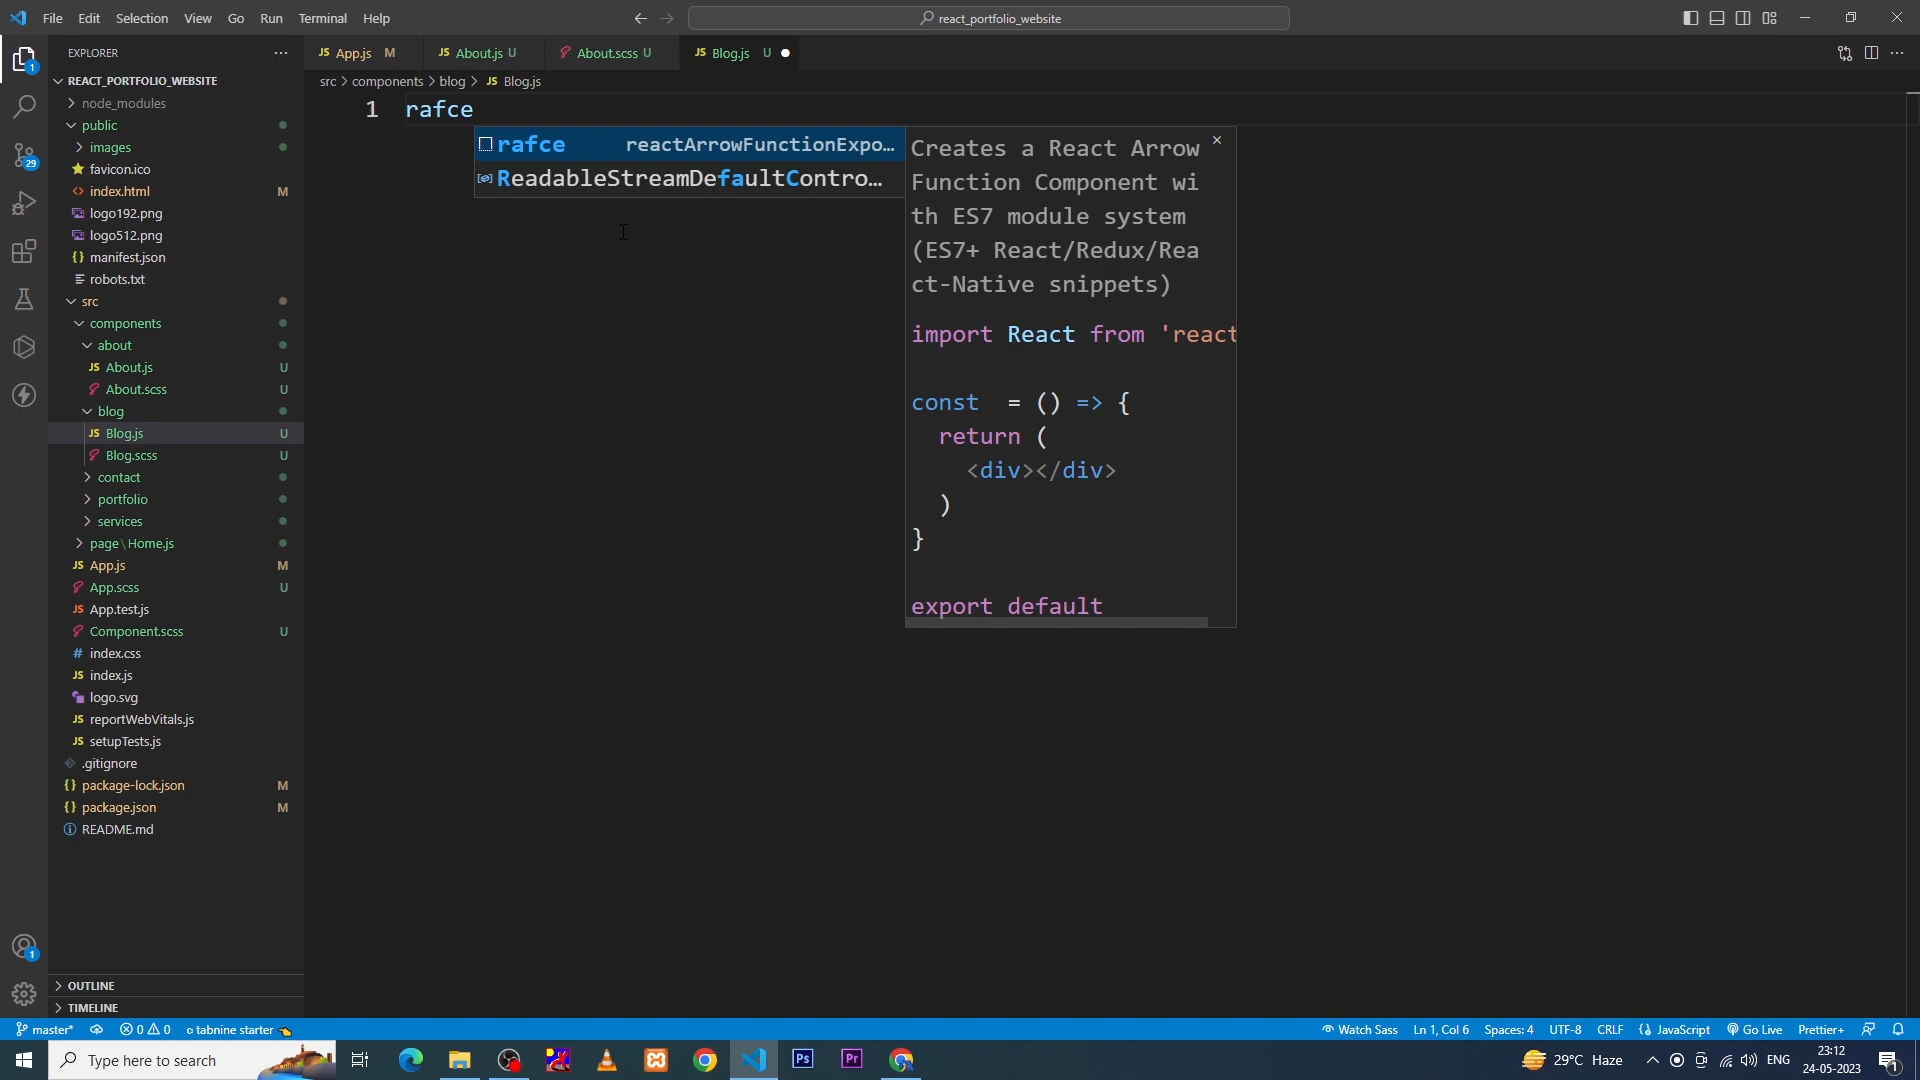 File Edit Selection View Go Run Terminal Help
react_portfolio_website
EXPLORER
App.js M
About.js U
About.scss U
Blog.js U
REACT_PORTFOLIO_WEBSITE
src > components > blog > JS Blog.js
node_modules
public
images
favicon.ico
index.html M
logo192.png
logo512.png
manifest.json
robots.txt
src
components
about
About.js U
About.scss U
blog
Blog.js U
Blog.scss U
contact
portfolio
services
page\Home.js
App.js M
App.scss U
App.test.js
Component.scss U
index.css
index.js
logo.svg
reportWebVitals.js
setupTests.js
.gitignore
package-lock.json M
package.json M
README.md
OUTLINE
TIMELINE
1 rafce
rafce reactArrowFunctionExpo...
ReadableStreamDefaultContro...
Creates a React Arrow
Function Component wi
th ES7 module system
(ES7+ React/Redux/Rea
ct-Native snippets)
import React from 'react
const = () => {
return (
<div></div>
)
}
export default
1
29
1
master* 0 0 tabnine starter
Watch Sass Ln 1, Col 6 Spaces: 4 UTF-8 CRLF {} JavaScript Go Live Prettier+
Type here to search
Ps
Pr
29°C Haze
ENG
23:12
24-05-2023
1